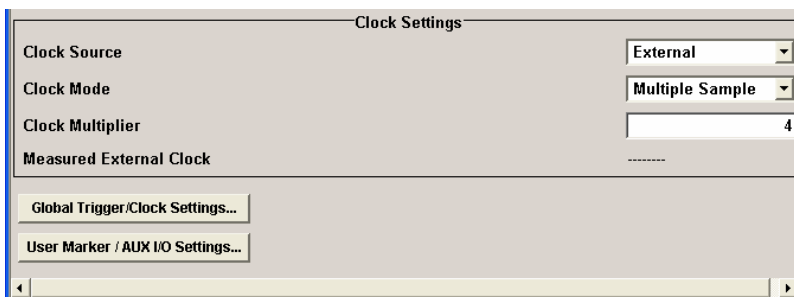 Clock Settings
Clock Source External
Clock Mode Multiple Sample
Clock Multiplier 4
Measured External Clock --------
Global Trigger/Clock Settings...
User Marker / AUX I/O Settings...